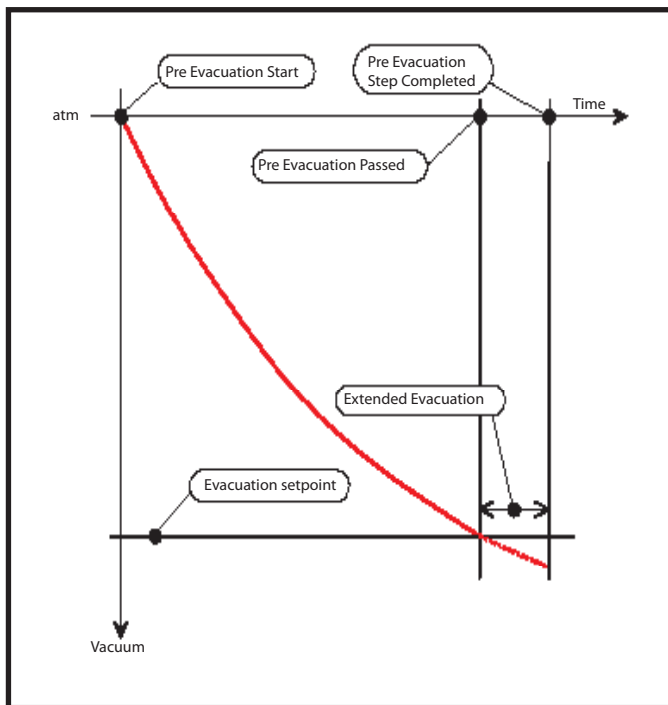 Pre Evacuation Start
Pre Evacuation
Step Completed
atm
Time
Pre Evacuation Passed
Extended Evacuation
Evacuation setpoint
Vacuum